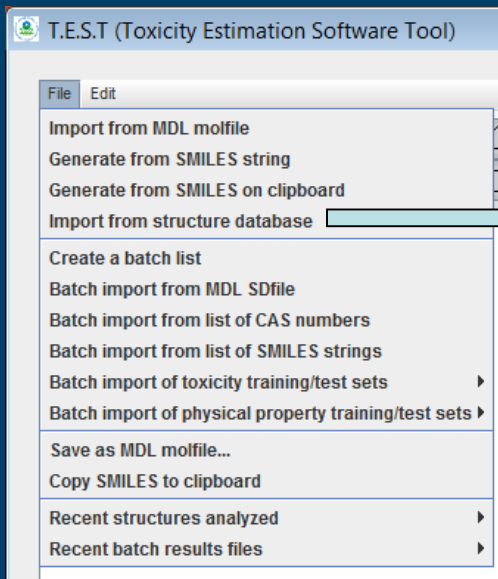 T.E.S.T (Toxicity Estimation Software Tool)
File Edit
Import from MDL molfile
Generate from SMILES string
Generate from SMILES on clipboard
Import from structure database
Create a batch list
Batch import from MDL SDfile
Batch import from list of CAS numbers
Batch import from list of SMILES strings
Batch import of toxicity training/test sets
Batch import of physical property training/test sets
Save as MDL molfile...
Copy SMILES to clipboard
Recent structures analyzed
Recent batch results files